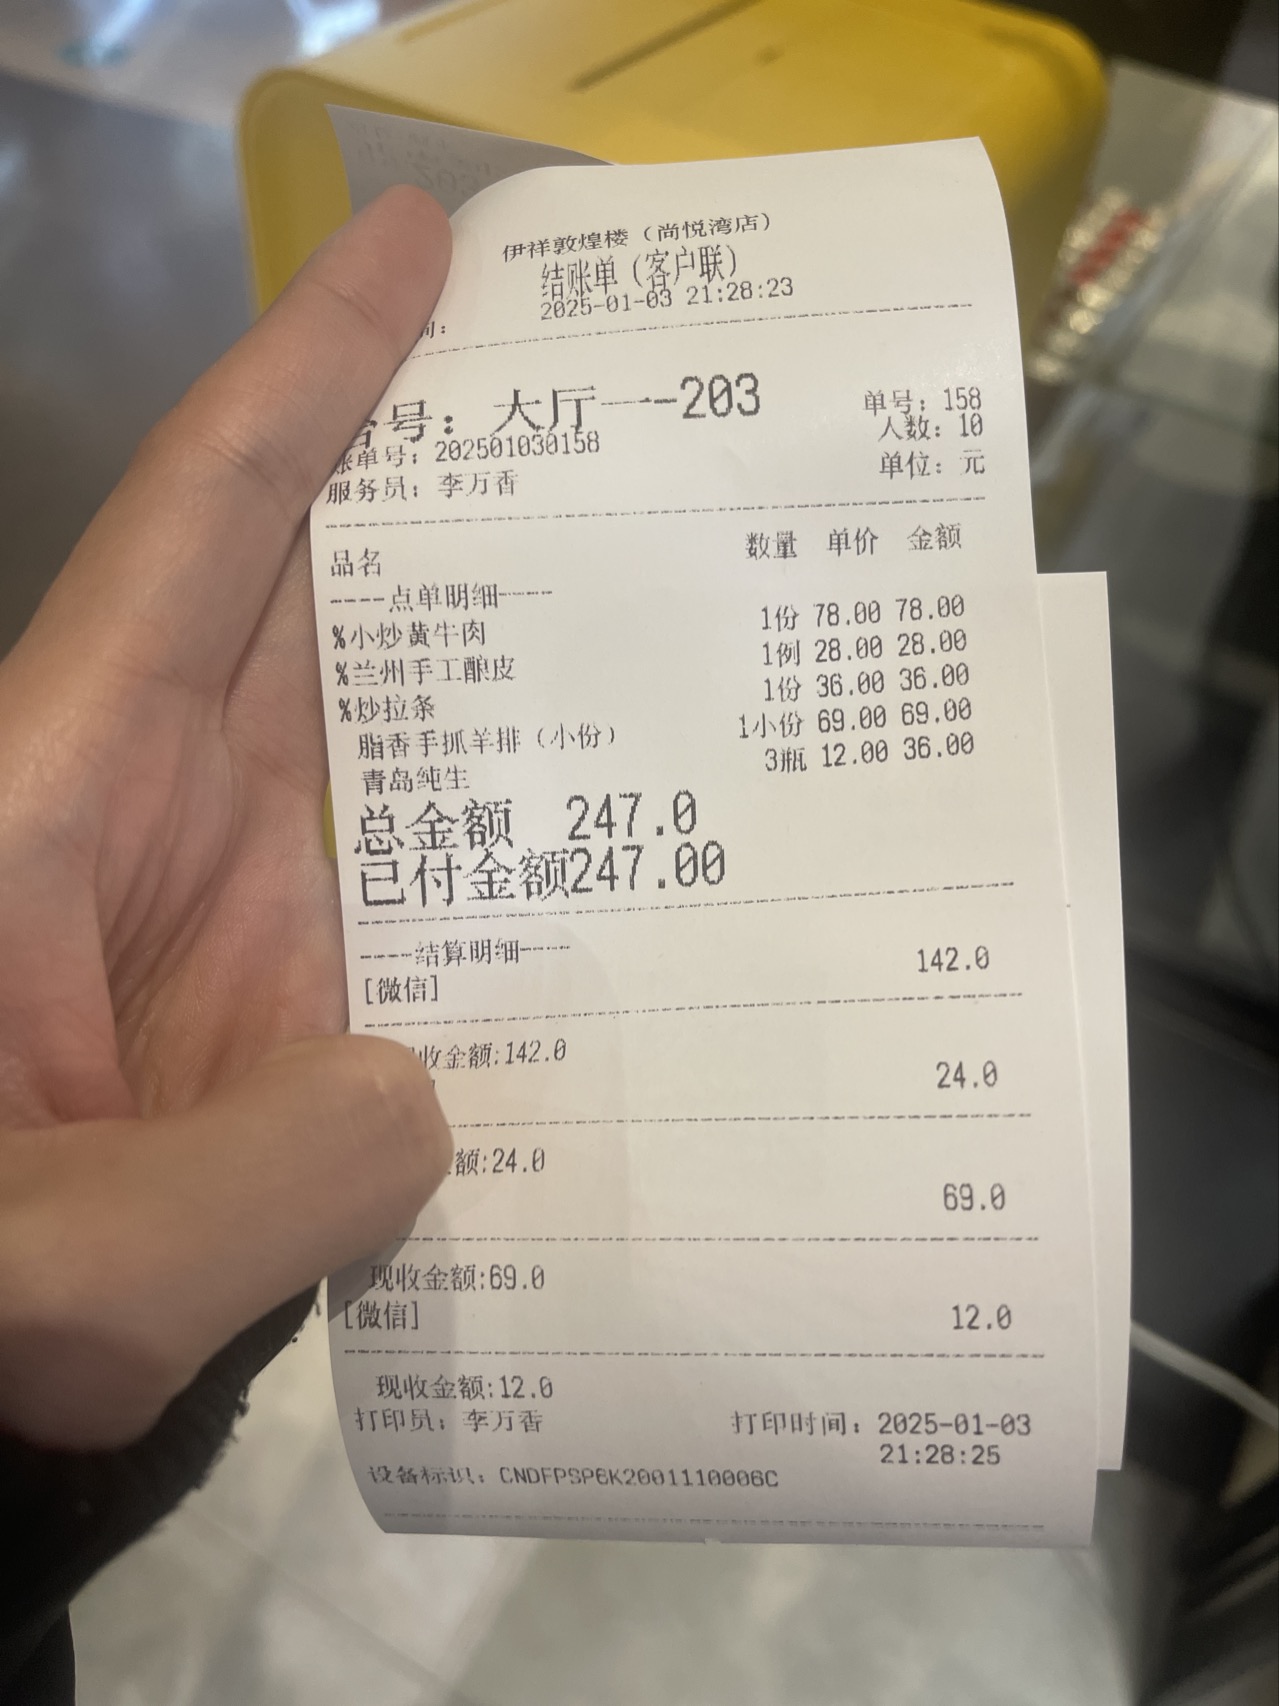 伊祥敦煌楼（尚悦湾店）
结账单（客户联）
2025-01-03 21:28:23
间：
台号：大厅一--203
单号：158
账单号：202501030158
人数：10
服务员：李万香
单位：元
品名 数量 单价 金额
----点单明细----
%小炒黄牛肉 1份 78.00 78.00
%兰州手工酿皮 1例 28.00 28.00
%炒拉条 1份 36.00 36.00
脂香手抓羊排（小份） 1小份 69.00 69.00
青岛纯生 3瓶 12.00 36.00
总金额 247.0
已付金额247.00
----结算明细----
[微信] 142.0
收金额:142.0
] 24.0
额:24.0
69.0
现收金额:69.0
[微信] 12.0
现收金额:12.0
打印员：李万香 打印时间：2025-01-03
21:28:25
设备标识：CNDFPSP6K2001110006C